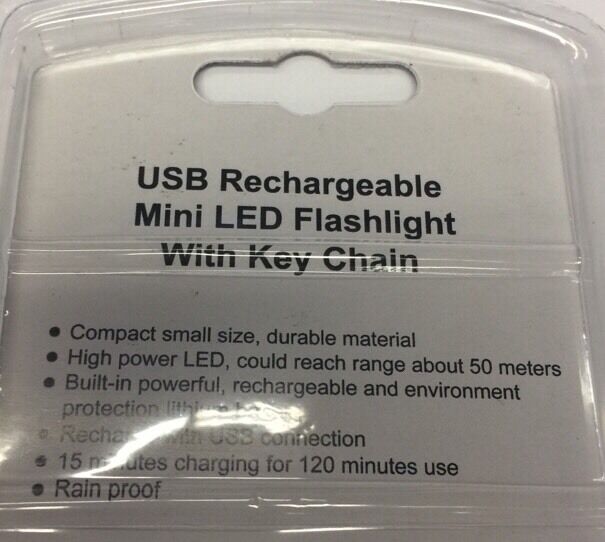 USB Rechargeable
Mini LED Flashlight
With Key Chain
• Compact small size, durable material
• High power LED, could reach range about 50 meters
• Built-in powerful, rechargeable and environment
protection
• with USB connection
• 15 minutes charging for 120 minutes use
• Rain proof